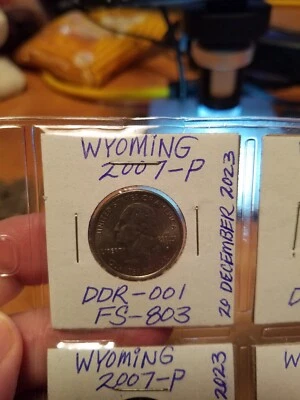 WYOMING
2007-P
20 DECEMBER 2023
DDR-001
FS-803
WYOMING
2007-P
2023
D